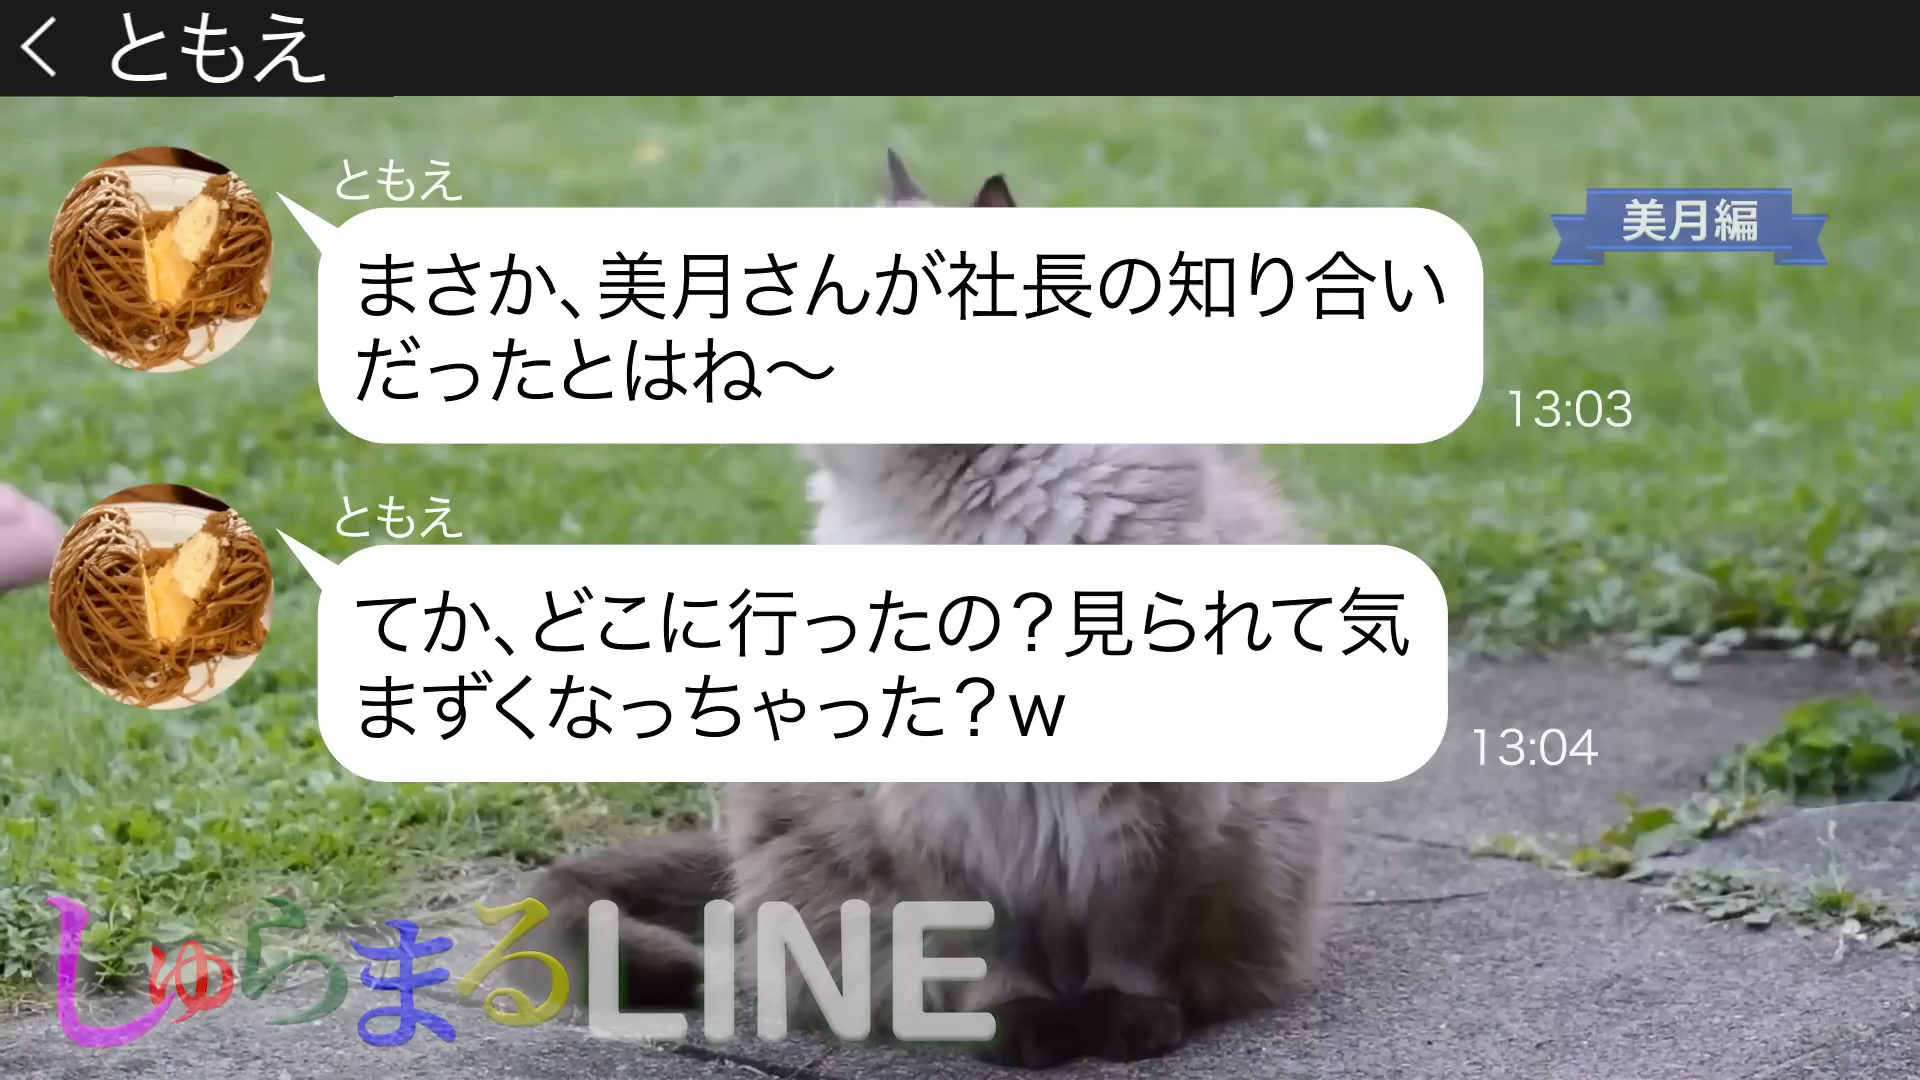 ともえ
ともえ
美月編
まさか、美月さんが社長の知り合い
だったとはね〜
13:03
ともえ
てか、どこに行ったの？見られて気
まずくなっちゃった？w
13:04
しゅらまるLINE